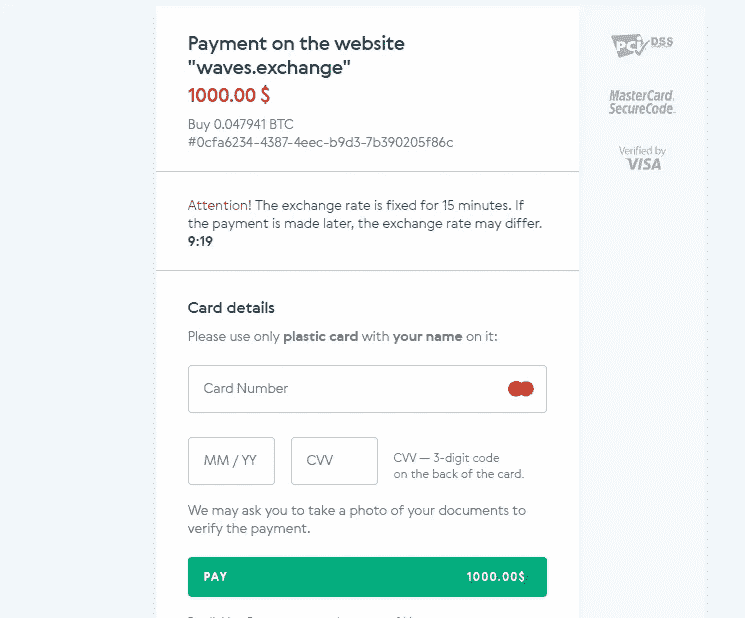 Payment on the website
"waves.exchange"
1000.00 $
Buy 0.047941 BTC
#0cfa6234-4387-4eec-b9d3-7b390205f86c
Attention! The exchange rate is fixed for 15 minutes. If
the payment is made later, the exchange rate may differ.
9:19
Card details
Please use only plastic card with your name on it:
Card Number
MM / YY
CVV
CVV — 3-digit code
on the back of the card.
We may ask you to take a photo of your documents to
verify the payment.
PAY 1000.00$
PCI DSS
MasterCard.
SecureCode.
Verified by
VISA